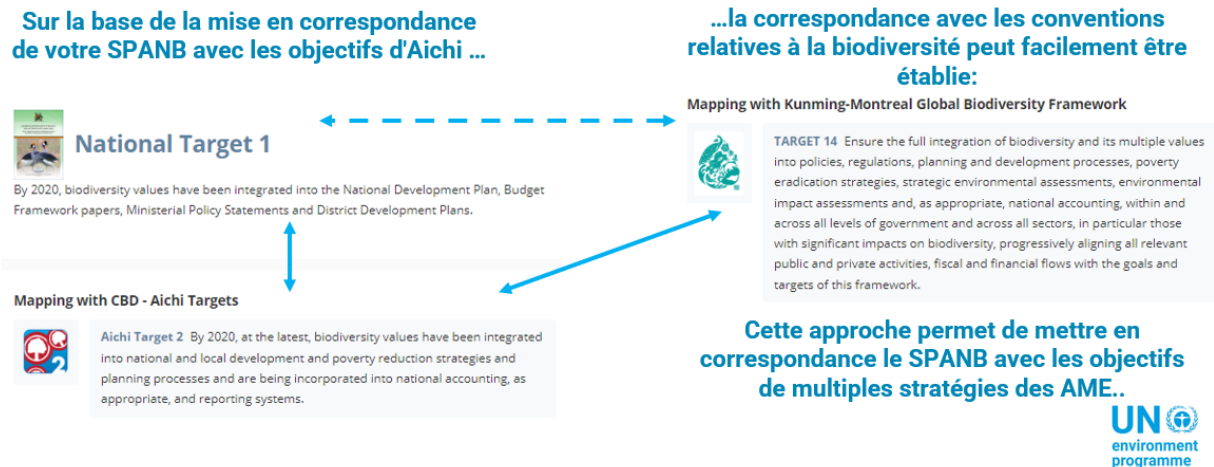 Sur la base de la mise en correspondance
de votre SPANB avec les objectifs d'Aichi …
National Target 1
By 2020, biodiversity values have been integrated into the National Development Plan, Budget
Framework papers, Ministerial Policy Statements and District Development Plans.
Mapping with CBD - Aichi Targets
2
Aichi Target 2 By 2020, at the latest, biodiversity values have been integrated
into national and local development and poverty reduction strategies and
planning processes and are being incorporated into national accounting, as
appropriate, and reporting systems.
…la correspondance avec les conventions
relatives à la biodiversité peut facilement être
établie:
Mapping with Kunming-Montreal Global Biodiversity Framework
TARGET 14 Ensure the full integration of biodiversity and its multiple values
into policies, regulations, planning and development processes, poverty
eradication strategies, strategic environmental assessments, environmental
impact assessments and, as appropriate, national accounting, within and
across all levels of government and across all sectors, in particular those
with significant impacts on biodiversity, progressively aligning all relevant
public and private activities, fiscal and financial flows with the goals and
targets of this framework.
Cette approche permet de mettre en
correspondance le SPANB avec les objectifs
de multiples stratégies des AME..
UN
environment
programme